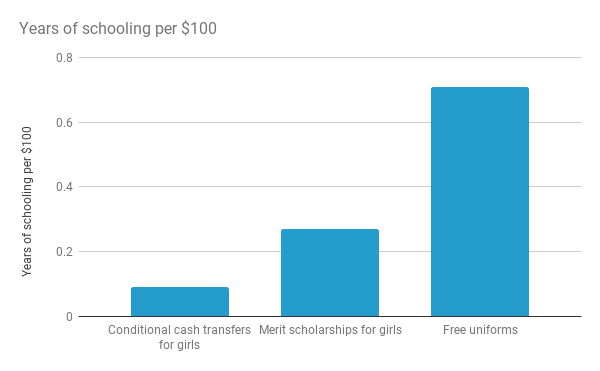 Years of schooling per $100
Years of schooling per $100
0.8
0.6
0.4
0.2
0
Conditional cash transfers
for girls
Merit scholarships for girls
Free uniforms